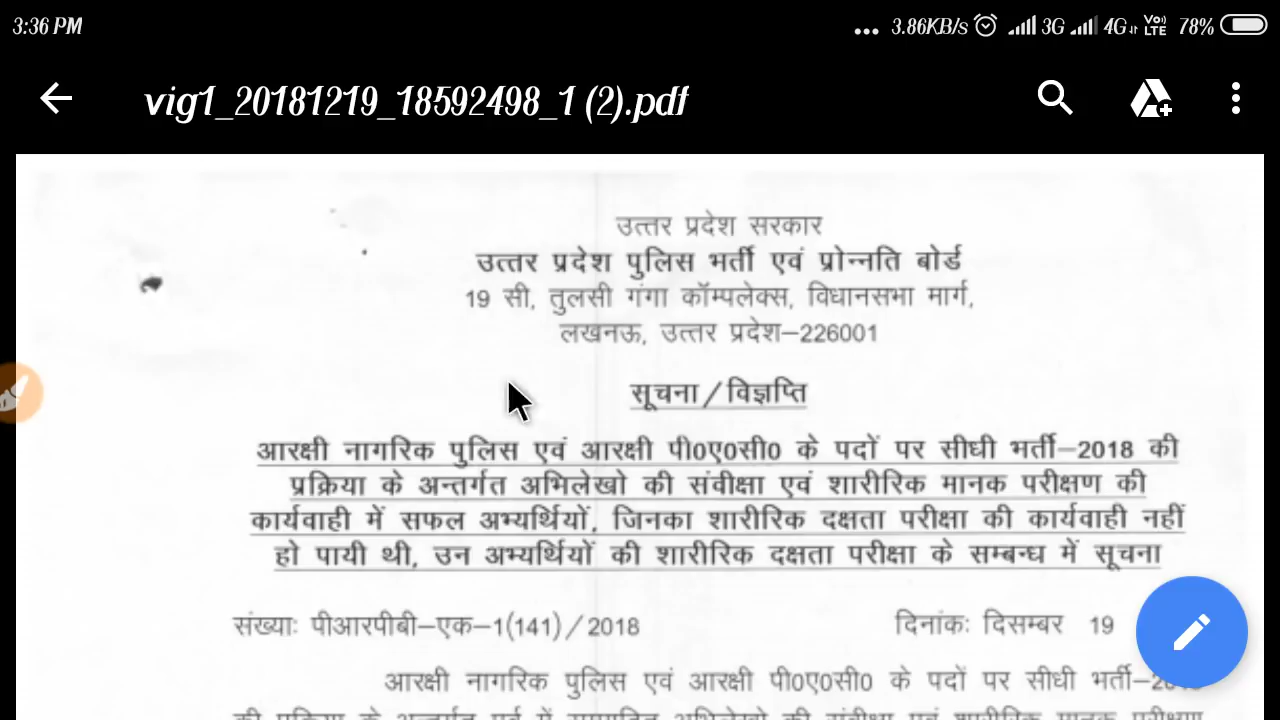 3:36 PM
... 3.86KB/s 3G 4G VoLTE 78%
vig1_20181219_18592498_1 (2).pdf
उत्तर प्रदेश सरकार
उत्तर प्रदेश पुलिस भर्ती एवं प्रोन्नति बोर्ड
19 सी, तुलसी गंगा कॉम्पलेक्स, विधानसभा मार्ग,
लखनऊ, उत्तर प्रदेश–226001
सूचना/विज्ञप्ति
आरक्षी नागरिक पुलिस एवं आरक्षी पी0ए0सी0 के पदों पर सीधी भर्ती–2018 की
प्रक्रिया के अन्तर्गत अभिलेखो की संवीक्षा एवं शारीरिक मानक परीक्षण की
कार्यवाही में सफल अभ्यर्थियों, जिनका शारीरिक दक्षता परीक्षा की कार्यवाही नहीं
हो पायी थी, उन अभ्यर्थियों की शारीरिक दक्षता परीक्षा के सम्बन्ध में सूचना
संख्याः पीआरपीबी–एक–1(141)/2018 दिनांकः दिसम्बर 19
आरक्षी नागरिक पुलिस एवं आरक्षी पी0ए0सी0 के पदों पर सीधी भर्ती–